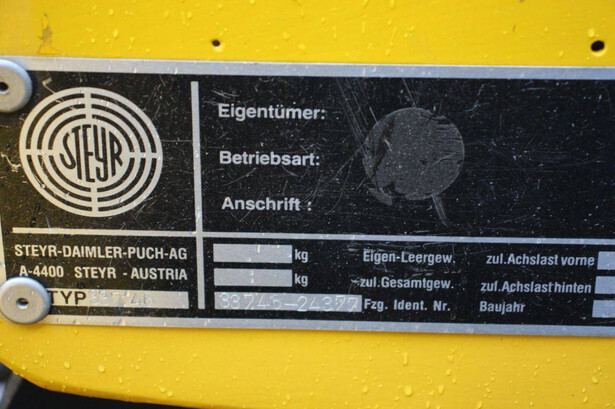 STEYR
Eigentümer:
Betriebsart:
Anschrift :
STEYR-DAIMLER-PUCH-AG
A-4400 STEYR - AUSTRIA
TYP
kg Eigen-Leergew. zul. Achslast vorne
kg zul. Gesamtgew. zul. Achslast hinten
Fzg. Ident. Nr. Baujahr